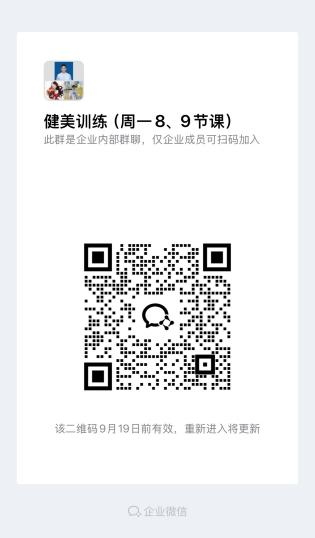 健美训练（周一8、9节课）
此群是企业内部群聊，仅企业成员可扫码加入
该二维码9月19日前有效，重新进入将更新
企业微信